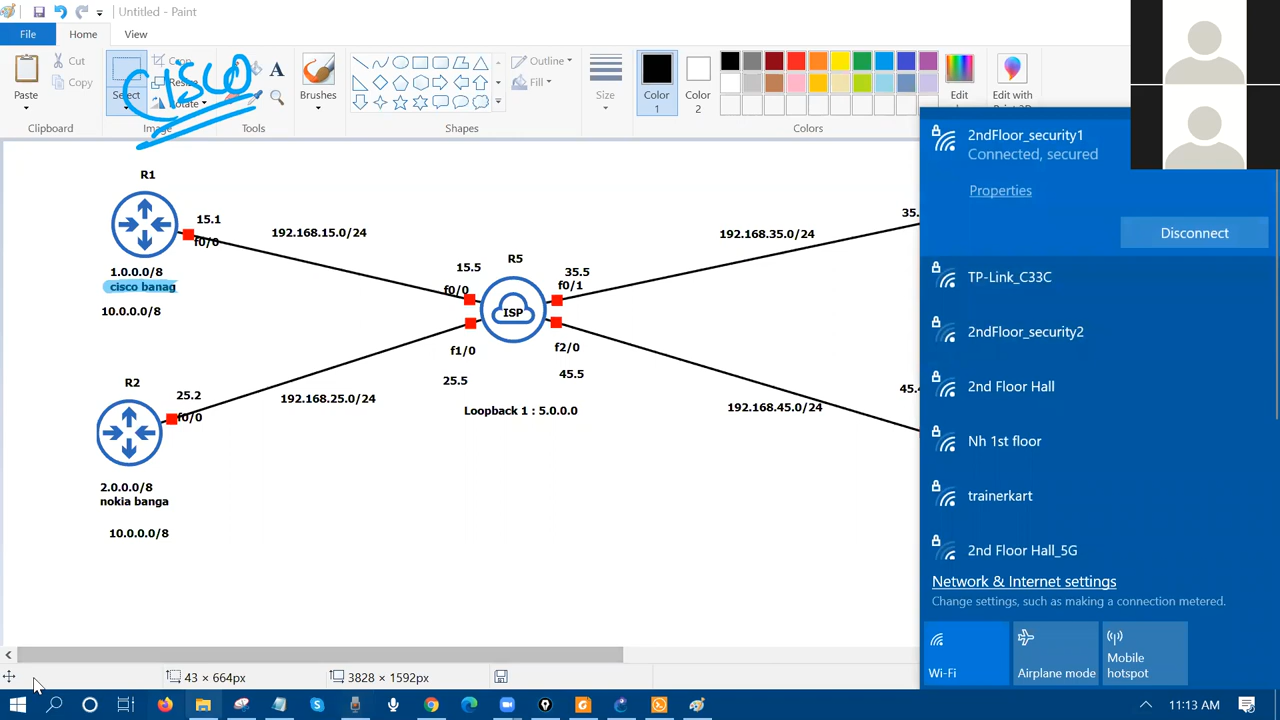 Untitled - Paint
File
Home
View
Paste
Cut
Copy
Clipboard
Select
Crop
Rotate
Image
CISCO
Tools
Brushes
Outline
Fill
Shapes
Size
Color 1
Color 2
Colors
Edit
Edit with
R1
15.1
f0/0
192.168.15.0/24
1.0.0.0/8
cisco banag
10.0.0.0/8
R5
15.5
f0/0
35.5
f0/1
ISP
f1/0
f2/0
25.5
45.5
Loopback 1 : 5.0.0.0
192.168.35.0/24
35.
R2
25.2
f0/0
192.168.25.0/24
2.0.0.0/8
nokia banga
10.0.0.0/8
192.168.45.0/24
45.4
2ndFloor_security1
Connected, secured
Properties
Disconnect
TP-Link_C33C
2ndFloor_security2
2nd Floor Hall
Nh 1st floor
trainerkart
2nd Floor Hall_5G
Network & Internet settings
Change settings, such as making a connection metered.
Wi-Fi
Airplane mode
Mobile hotspot
43 × 664px
3828 × 1592px
11:13 AM